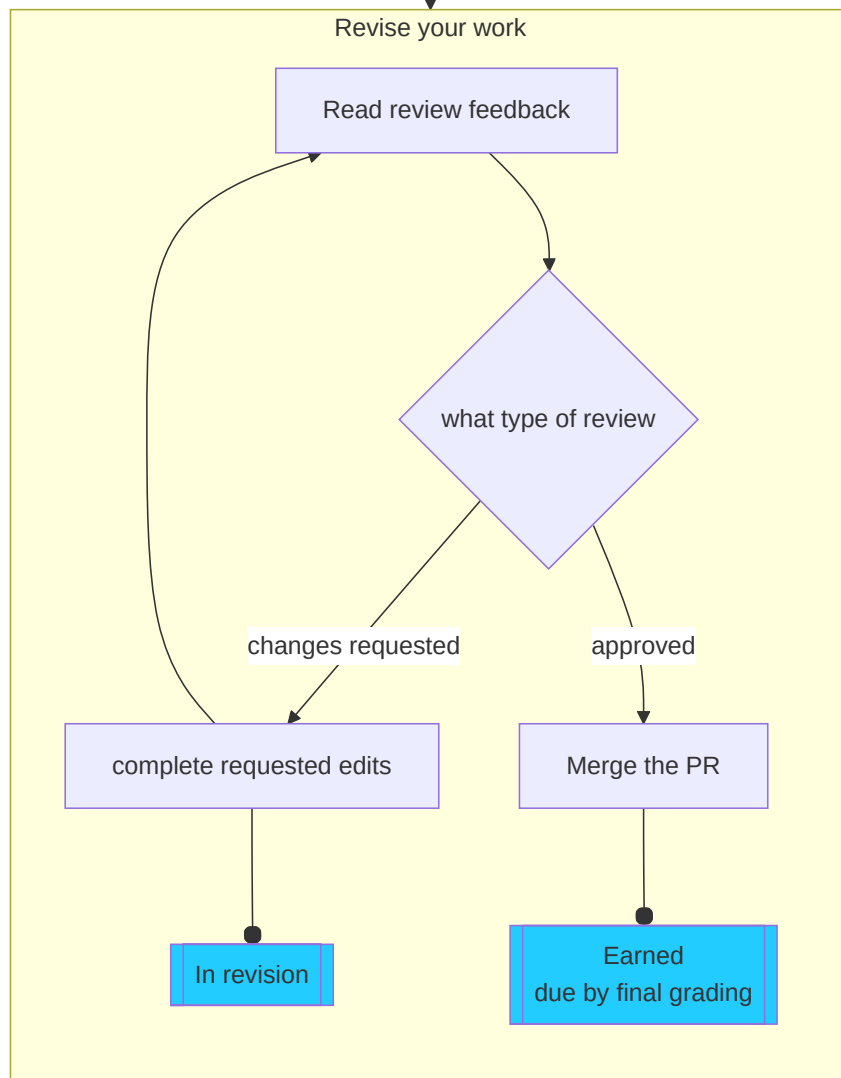 Revise your work
Read review feedback
what type of review
changes requested
approved
complete requested edits
Merge the PR
In revision
Earned
due by final grading